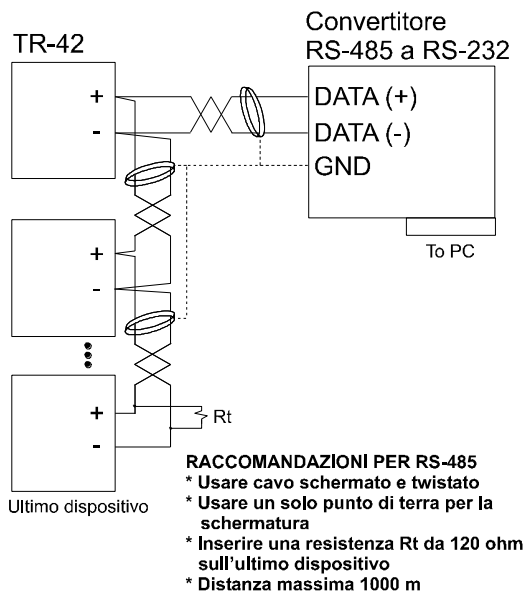 Convertitore
RS-485 a RS-232
TR-42
+
-
DATA (+)
DATA (-)
GND
To PC
+
-
+
-
Rt
Ultimo dispositivo
RACCOMANDAZIONI PER RS-485
* Usare cavo schermato e twistato
* Usare un solo punto di terra per la
schermatura
* Inserire una resistenza Rt da 120 ohm
sull'ultimo dispositivo
* Distanza massima 1000 m